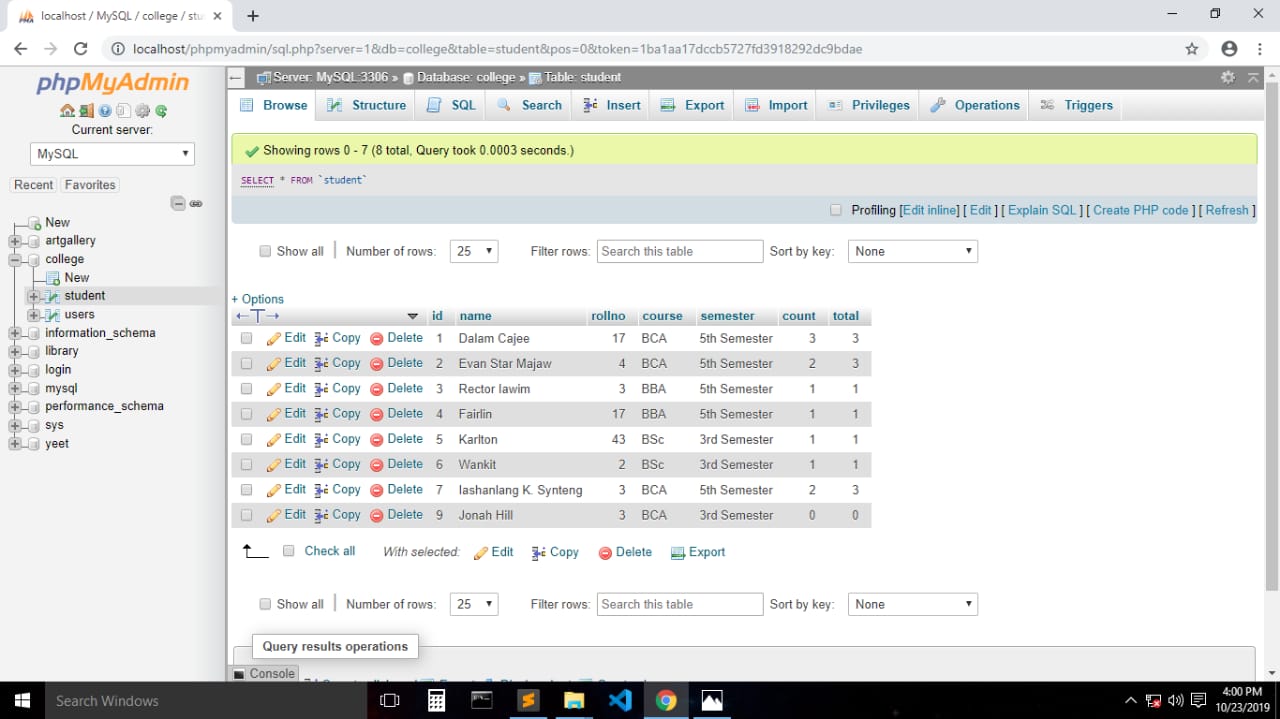 localhost / MySQL / college / stu
localhost/phpmyadmin/sql.php?server=1&db=college&table=student&pos=0&token=1ba1aa17dccb5727fd3918292dc9bdae
phpMyAdmin
Current server:
MySQL
Recent Favorites
New
artgallery
college
New
student
users
information_schema
library
login
mysql
performance_schema
sys
yeet
Server: MySQL:3306 » Database: college » Table: student
Browse Structure SQL Search Insert Export Import Privileges Operations Triggers
Showing rows 0 - 7 (8 total, Query took 0.0003 seconds.)
SELECT * FROM `student`
Profiling [Edit inline] [ Edit ] [ Explain SQL ] [ Create PHP code ] [ Refresh ]
Show all | Number of rows: 25 Filter rows: Search this table Sort by key: None
+ Options
←T→ id name rollno course semester count total
Edit Copy Delete 1 Dalam Cajee 17 BCA 5th Semester 3 3
Edit Copy Delete 2 Evan Star Majaw 4 BCA 5th Semester 2 3
Edit Copy Delete 3 Rector Iawim 3 BBA 5th Semester 1 1
Edit Copy Delete 4 Fairlin 17 BBA 5th Semester 1 1
Edit Copy Delete 5 Karlton 43 BSc 3rd Semester 1 1
Edit Copy Delete 6 Wankit 2 BSc 3rd Semester 1 1
Edit Copy Delete 7 Iashanlang K. Synteng 3 BCA 5th Semester 2 3
Edit Copy Delete 9 Jonah Hill 3 BCA 3rd Semester 0 0
Check all With selected: Edit Copy Delete Export
Show all | Number of rows: 25 Filter rows: Search this table Sort by key: None
Query results operations
Console
Search Windows
4:00 PM
10/23/2019